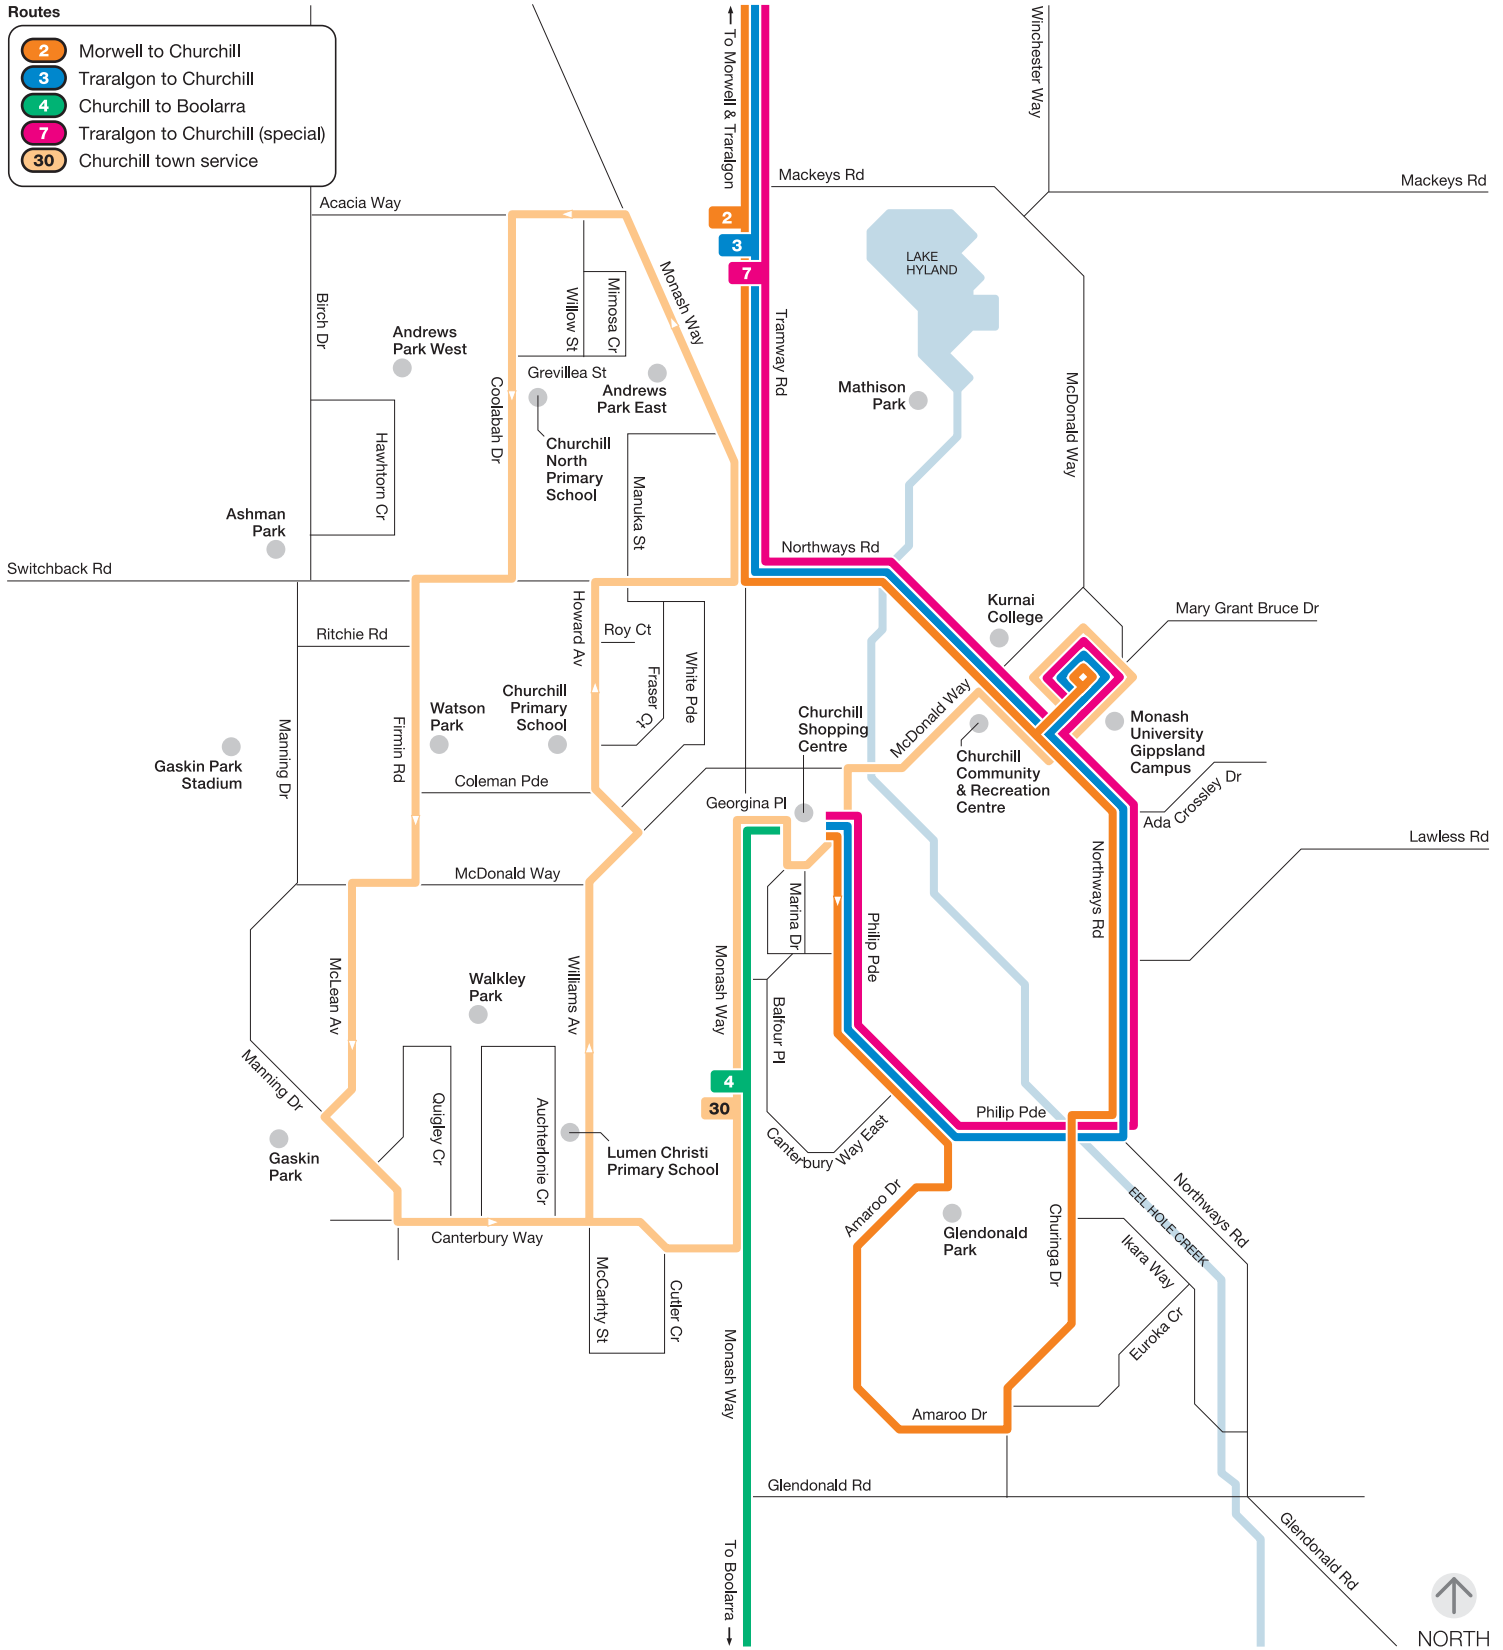 Routes
2 Morwell to Churchill
3 Traralgon to Churchill
4 Churchill to Boolarra
7 Traralgon to Churchill (special)
30 Churchill town service
To Morwell & Traralgon
Winchester Way
Mackeys Rd
Mackeys Rd
Acacia Way
2
3
7
LAKE
HYLAND
Birch Dr
Willow St
Mimosa Cr
Monash Way
Tramway Rd
Andrews
Park West
Grevillea St
Andrews
Park East
Coolabah Dr
Mathison
Park
McDonald Way
Hawhtorn Cr
Churchill
North
Primary
School
Manuka St
Ashman
Park
Northways Rd
Switchback Rd
Howard Av
Kurnai
College
Mary Grant Bruce Dr
Ritchie Rd
Roy Ct
Fraser Ct
White Pde
Manning Dr
Firmin Rd
Watson
Park
Churchill
Primary
School
Churchill
Shopping
Centre
McDonald Way
Monash
University
Gippsland
Campus
Gaskin Park
Stadium
Churchill
Community
& Recreation
Centre
Coleman Pde
Georgina Pl
Ada Crossley Dr
Lawless Rd
McDonald Way
Marina Dr
Philip Pde
Northways Rd
McLean Av
Walkley
Park
Williams Av
Monash Way
Balfour Pl
Manning Dr
Quigley Cr
Auchterlonie Cr
4
30
Philip Pde
Canterbury Way East
Gaskin
Park
Lumen Christi
Primary School
Amaroo Dr
Glendonald
Park
Churinga Dr
EEL HOLE CREEK
Northways Rd
Ikara Way
Euroka Cr
Canterbury Way
McCarhty St
Cutler Cr
Monash Way
Amaroo Dr
Glendonald Rd
Glendonald Rd
To Boolarra
NORTH